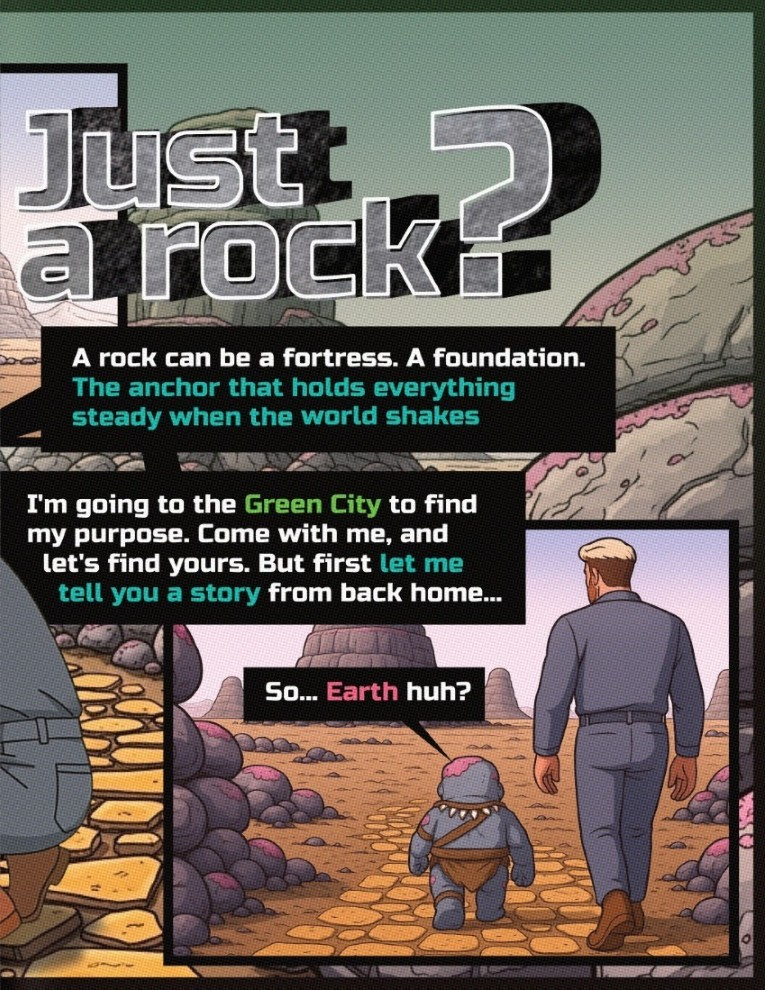 Just
a rock?
A rock can be a fortress. A foundation.
The anchor that holds everything
steady when the world shakes
I'm going to the Green City to find
my purpose. Come with me, and
let's find yours. But first let me
tell you a story from back home...
So... Earth huh?